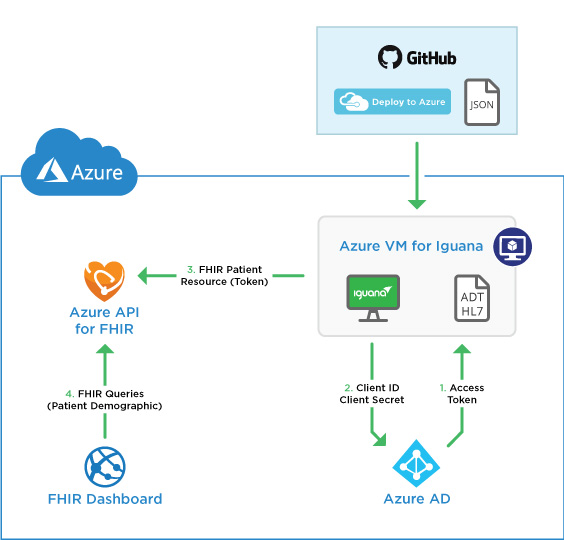 GitHub
Deploy to Azure
JSON
Azure
Azure VM for Iguana
iguana
ADT
HL7
3. FHIR Patient
Resource (Token)
Azure API
for FHIR
2. Client ID
Client Secret
1. Access
Token
4. FHIR Queries
(Patient Demographic)
FHIR Dashboard
Azure AD